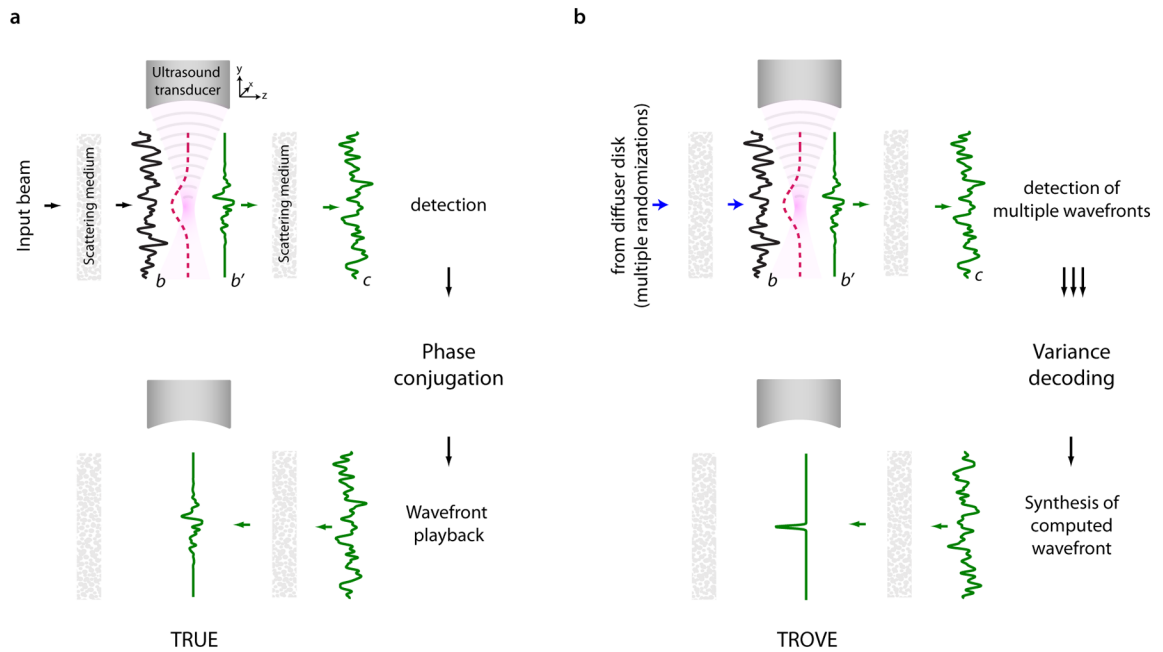 a
Ultrasound
transducer
y
x
z
Input beam
Scattering medium
b
b′
Scattering medium
c
detection
Phase
conjugation
Wavefront
playback
TRUE
b
from diffuser disk
(multiple randomizations)
b
b′
c
detection of
multiple wavefronts
Variance
decoding
Synthesis of
computed
wavefront
TROVE